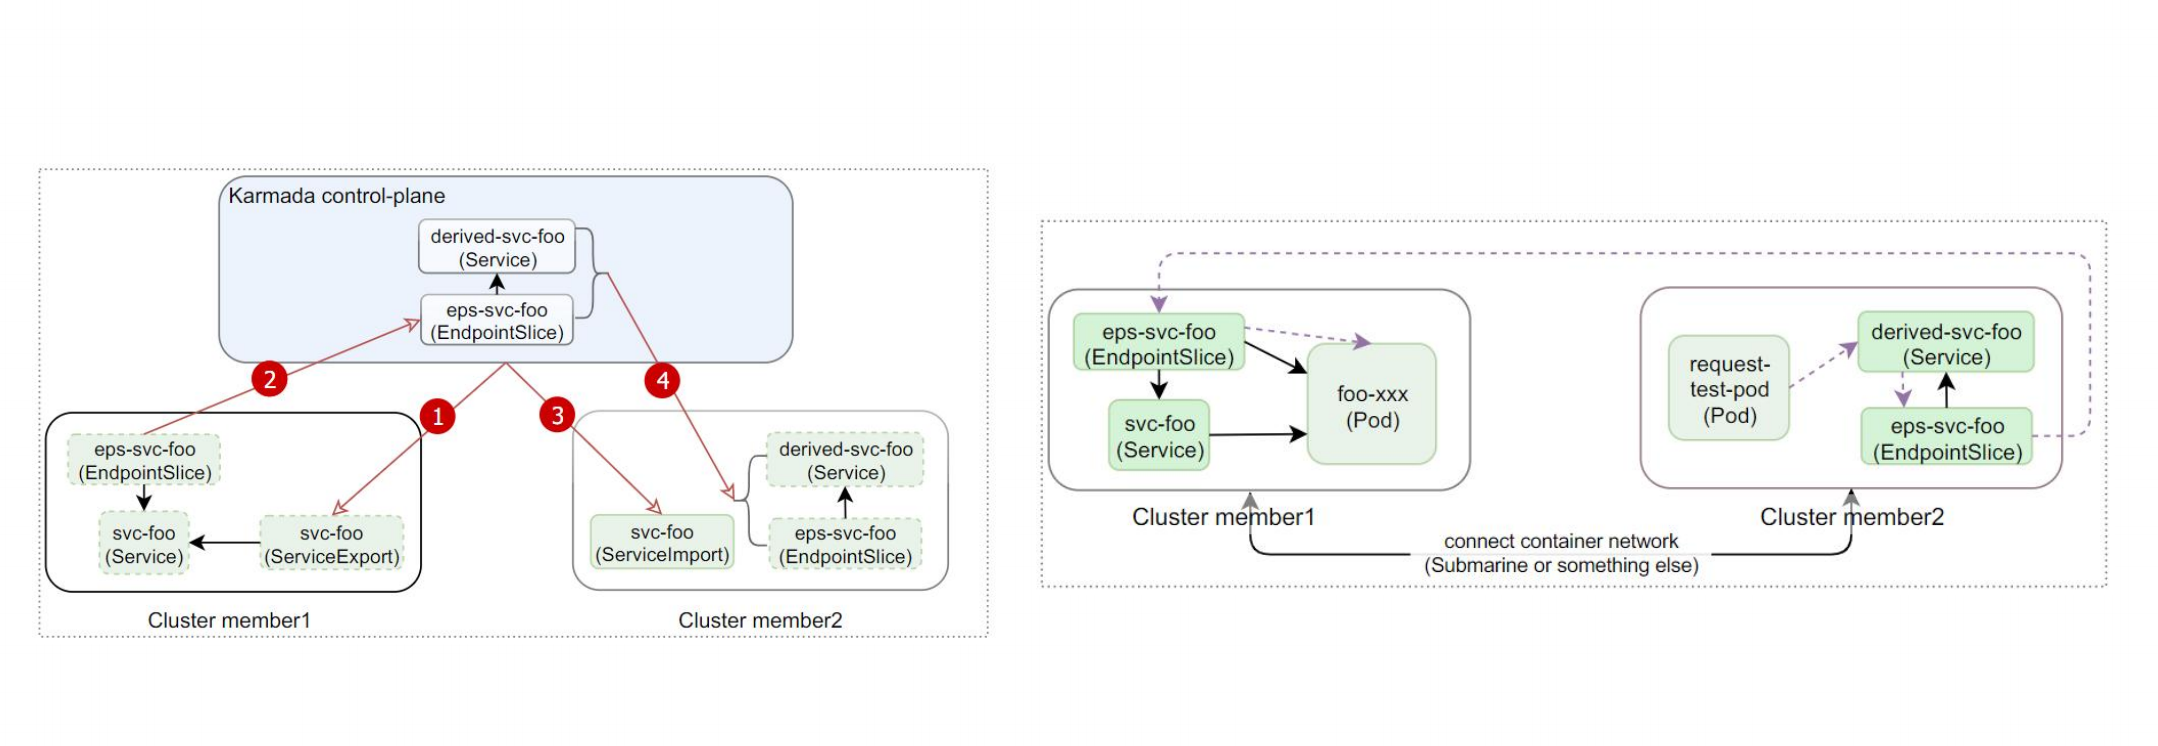 Karmada control-plane
derived-svc-foo
(Service)
eps-svc-foo
(EndpointSlice)
2
1
3
4
eps-svc-foo
(EndpointSlice)
svc-foo
(Service)
svc-foo
(ServiceExport)
Cluster member1
derived-svc-foo
(Service)
svc-foo
(ServiceImport)
eps-svc-foo
(EndpointSlice)
Cluster member2
eps-svc-foo
(EndpointSlice)
svc-foo
(Service)
foo-xxx
(Pod)
Cluster member1
request-
test-pod
(Pod)
derived-svc-foo
(Service)
eps-svc-foo
(EndpointSlice)
Cluster member2
connect container network
(Submarine or something else)